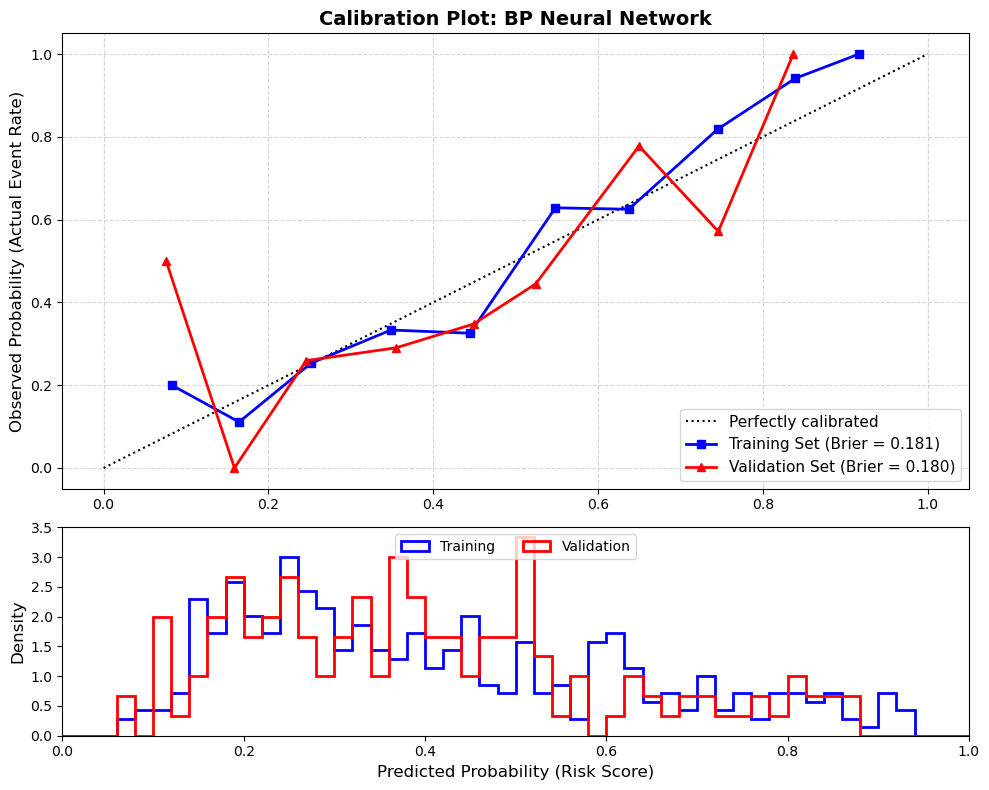 Calibration Plot: BP Neural Network
Observed Probability (Actual Event Rate)
1.0
0.8
0.6
0.4
0.2
0.0
0.0 0.2 0.4 0.6 0.8 1.0
Perfectly calibrated
Training Set (Brier = 0.181)
Validation Set (Brier = 0.180)
Density
3.5
3.0
2.5
2.0
1.5
1.0
0.5
0.0
Training Validation
0.0 0.2 0.4 0.6 0.8 1.0
Predicted Probability (Risk Score)